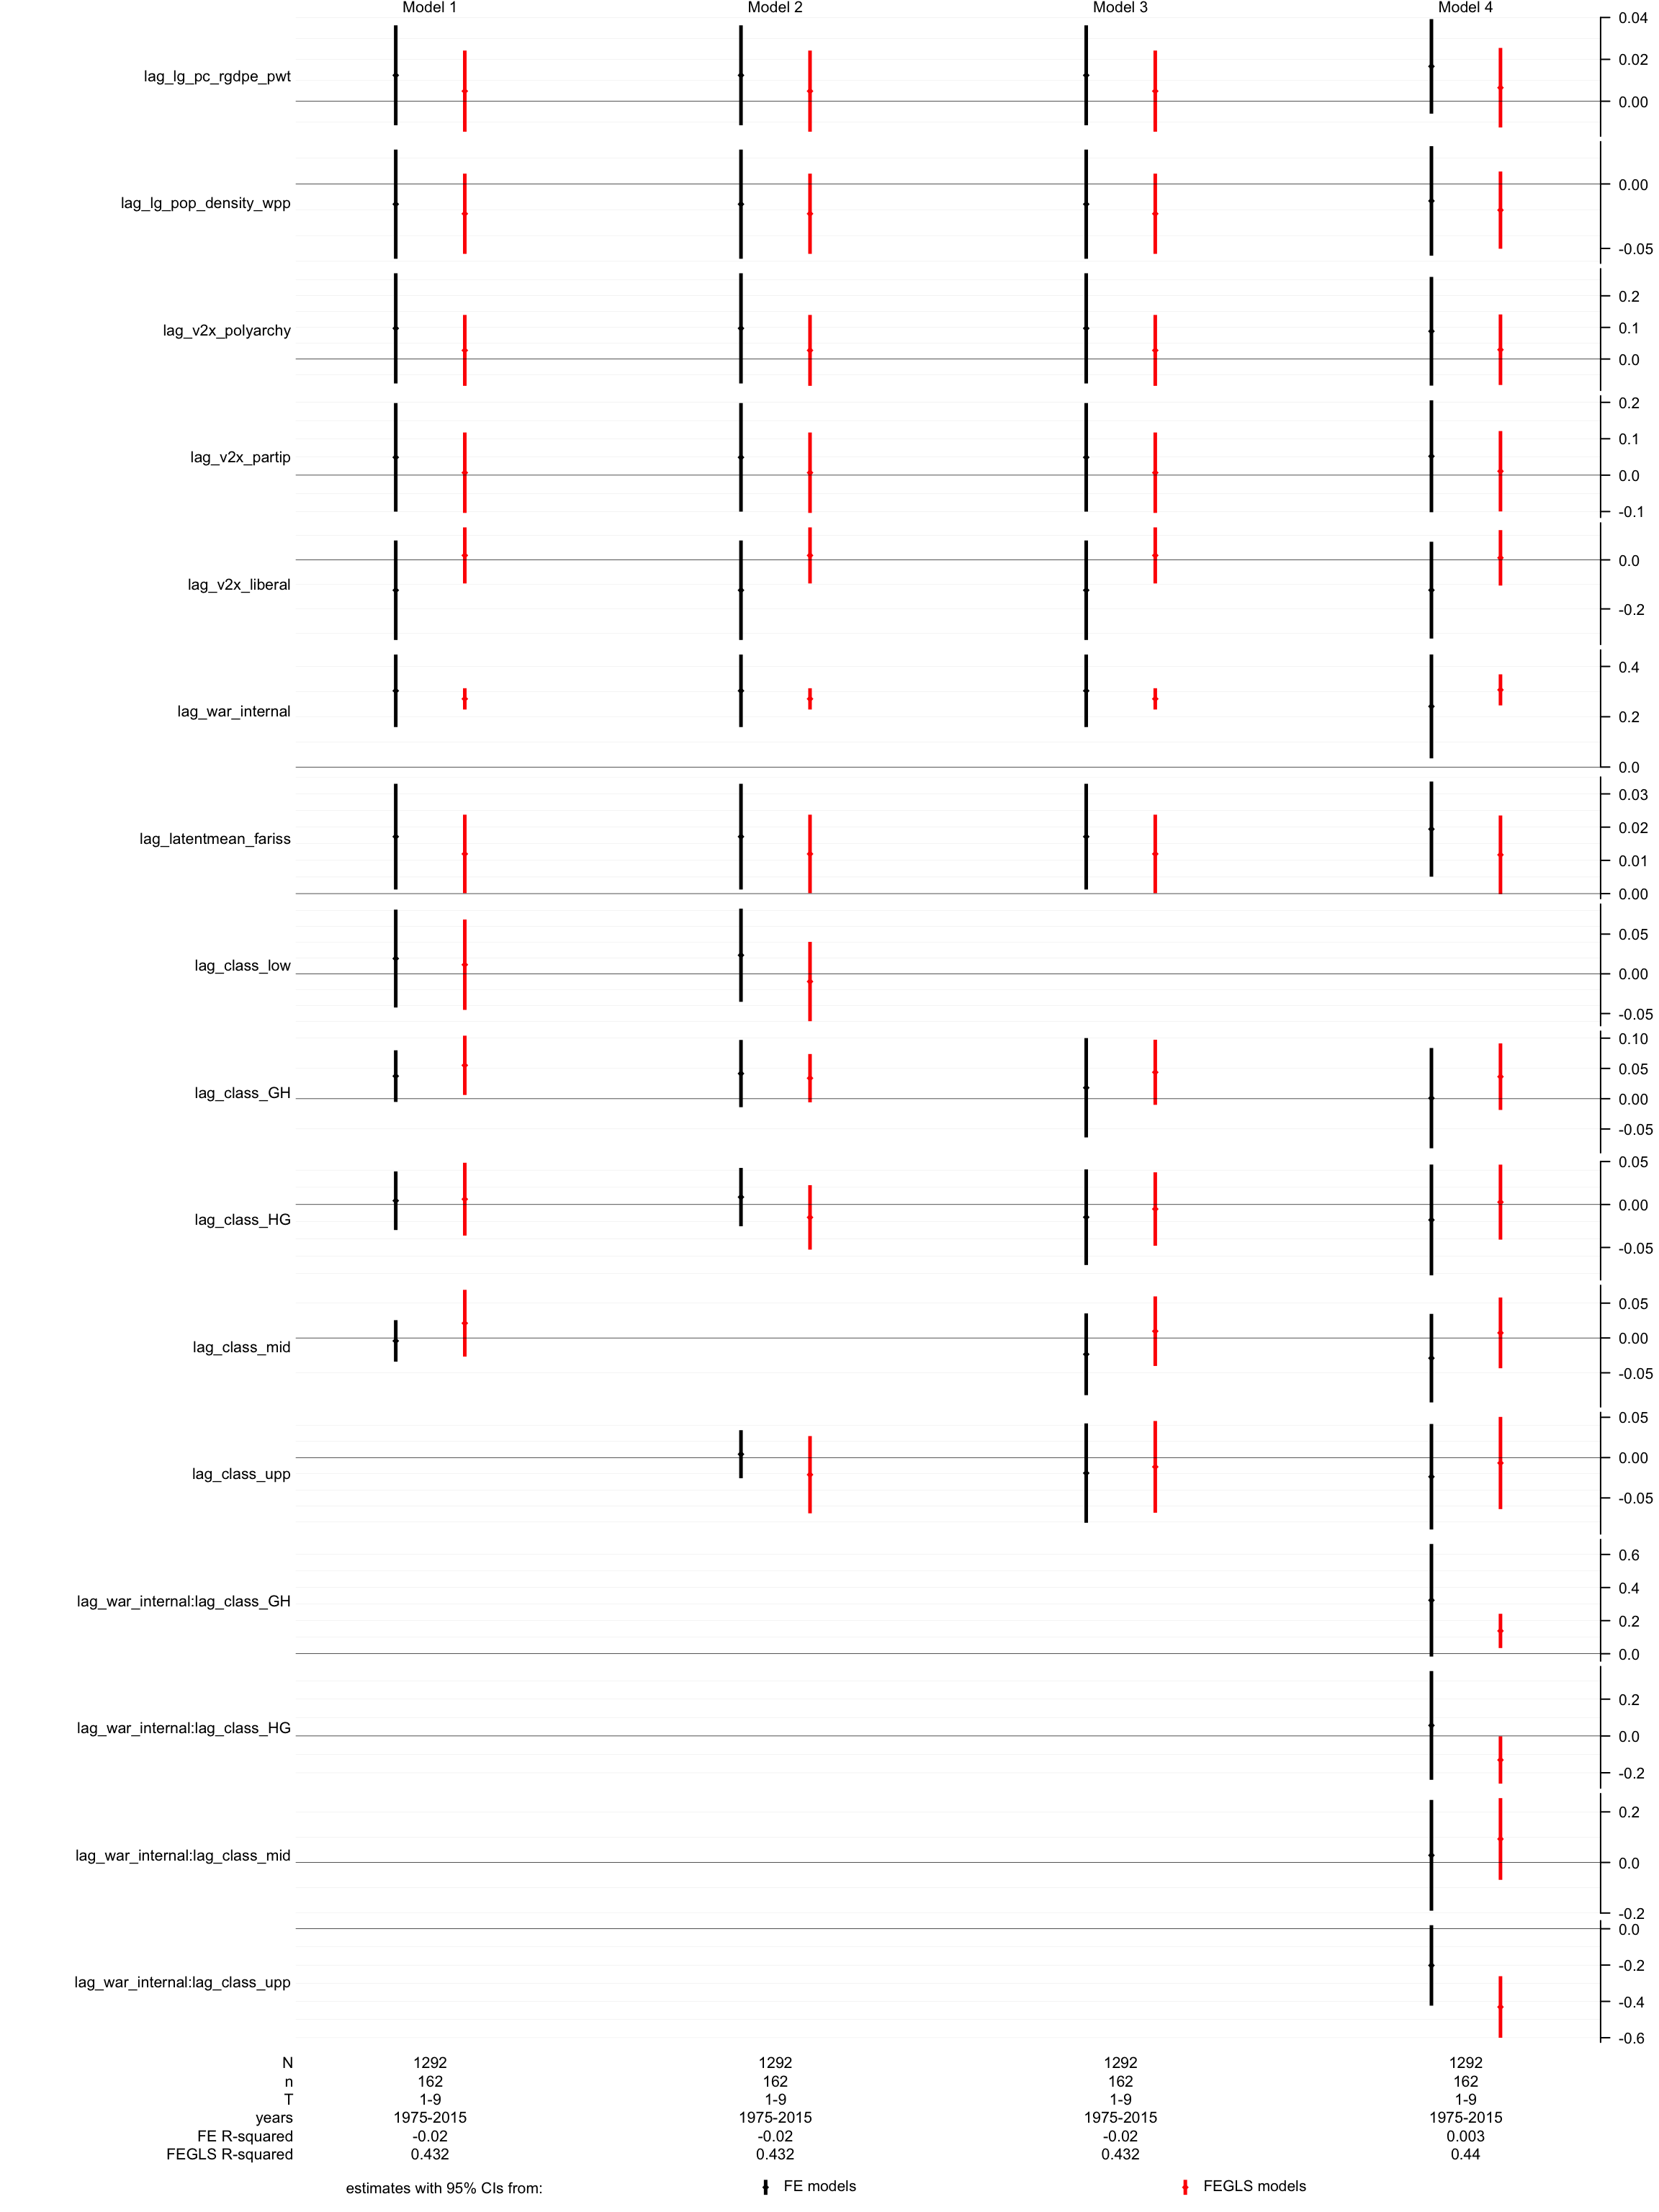 Model 1 Model 2 Model 3 Model 4
0.04
lag_lg_pc_rgdpe_pwt 0.02
0.00
0.00
lag_lg_pop_density_wpp
-0.05
0.2
lag_v2x_polyarchy 0.1
0.0
0.2
0.1
lag_v2x_partip
0.0
-0.1
0.0
lag_v2x_liberal
-0.2
0.4
lag_war_internal 0.2
0.0
0.03
lag_latentmean_fariss 0.02
0.01
0.00
0.05
lag_class_low 0.00
-0.05
0.10
0.05
lag_class_GH 0.00
-0.05
0.05
0.00
lag_class_HG
-0.05
0.05
0.00
lag_class_mid
-0.05
0.05
0.00
lag_class_upp
-0.05
0.6
lag_war_internal:lag_class_GH 0.4
0.2
0.0
0.2
lag_war_internal:lag_class_HG 0.0
-0.2
0.2
lag_war_internal:lag_class_mid 0.0
-0.2
0.0
-0.2
lag_war_internal:lag_class_upp
-0.4
-0.6
N 1292 1292 1292 1292
n 162 162 162 162
T 1-9 1-9 1-9 1-9
years 1975-2015 1975-2015 1975-2015 1975-2015
FE R-squared -0.02 -0.02 -0.02 0.003
FEGLS R-squared 0.432 0.432 0.432 0.44
estimates with 95% CIs from: FE models FEGLS models